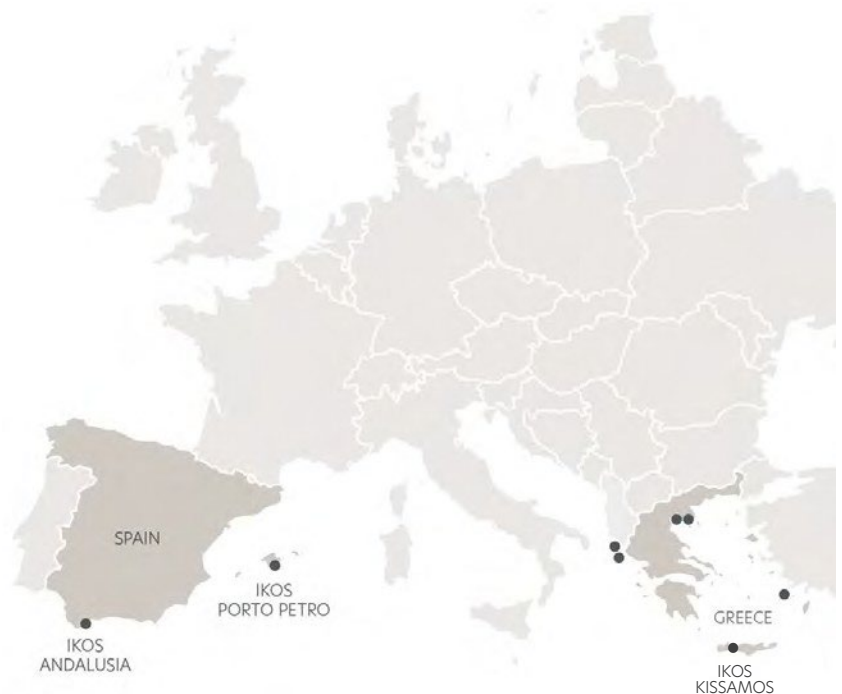 SPAIN
IKOS
PORTO PETRO
IKOS
ANDALUSIA
GREECE
IKOS
KISSAMOS